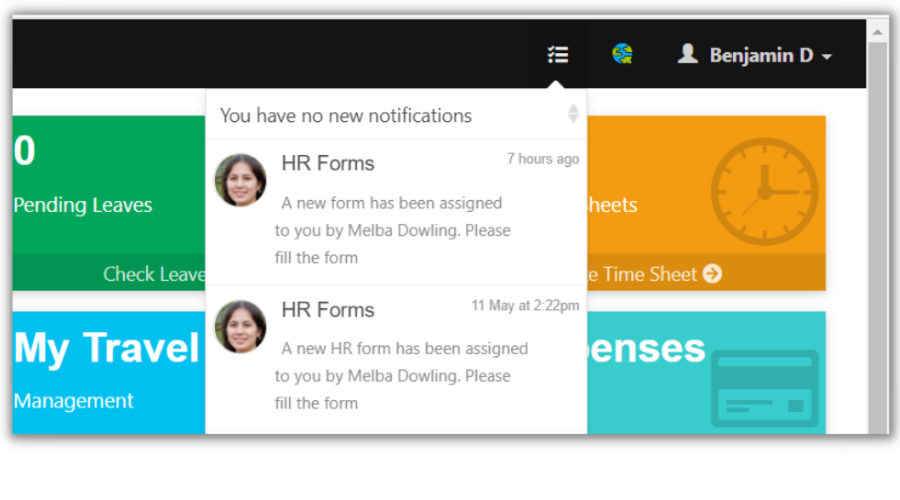 Benjamin D
You have no new notifications
HR Forms
7 hours ago
A new form has been assigned
to you by Melba Dowling. Please
fill the form
HR Forms
11 May at 2:22pm
A new HR form has been assigned
to you by Melba Dowling. Please
fill the form
0
Pending Leaves
Check Leave
heets
Time Sheet
My Travel
Management
enses